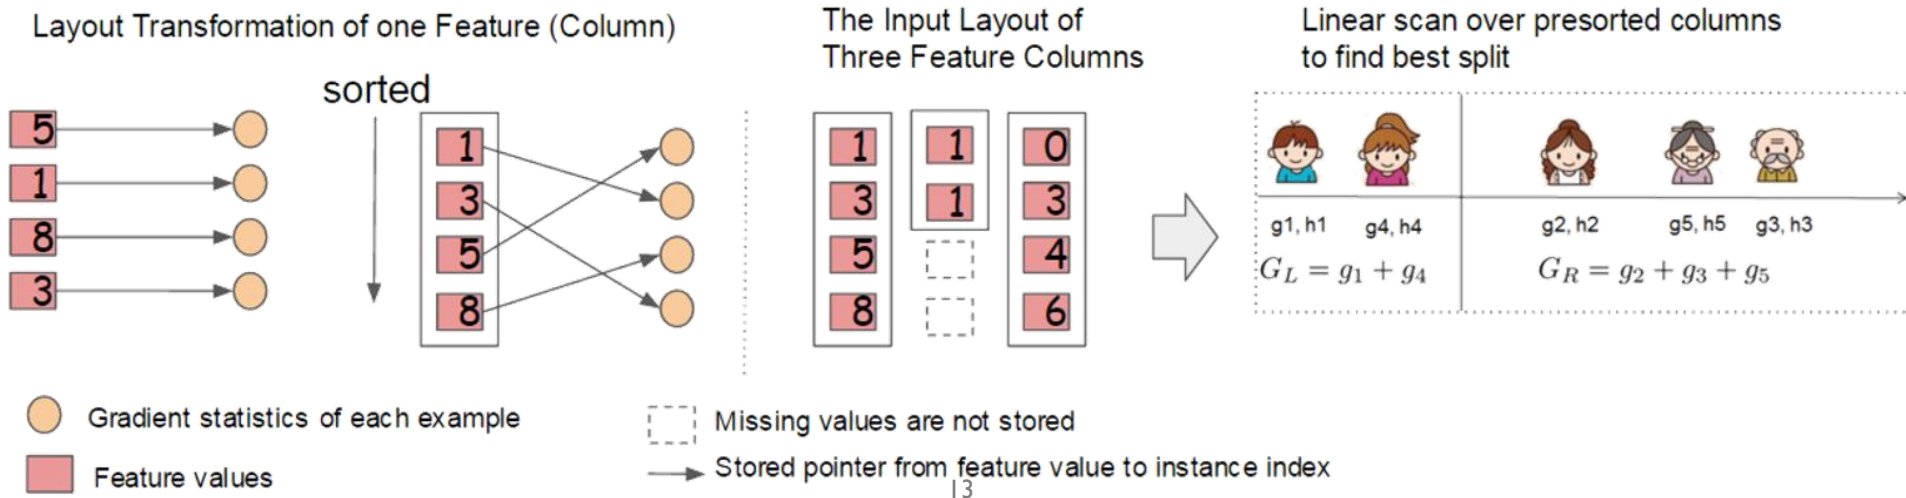 Layout Transformation of one Feature (Column)
sorted
5
1
8
3
1
3
5
8
The Input Layout of
Three Feature Columns
1
3
5
8
1
1
0
3
4
6
Linear scan over presorted columns
to find best split
g1, h1 g4, h4 g2, h2 g5, h5 g3, h3
G_L = g_1 + g_4 G_R = g_2 + g_3 + g_5
Gradient statistics of each example
Feature values
Missing values are not stored
Stored pointer from feature value to instance index
13